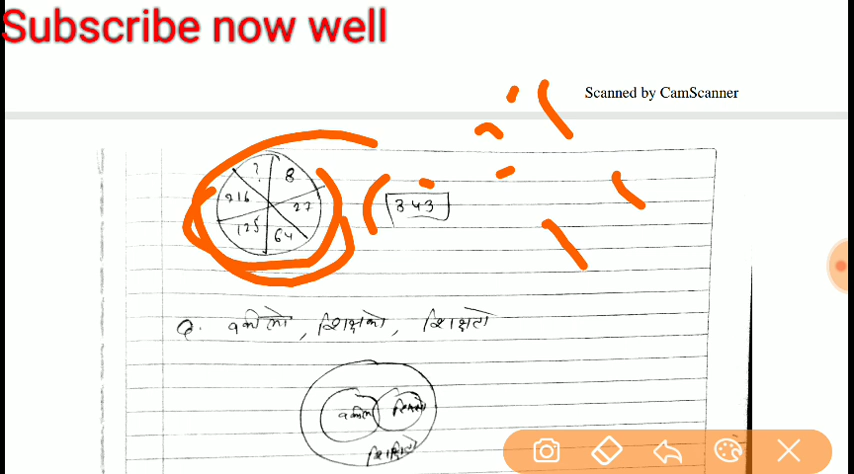 Subscribe now well
Scanned by CamScanner
? 8
216 27
125 64
343
Q. वकीलो, शिक्षको, शिक्षितो
वकील शिक्षक
शिक्षितो